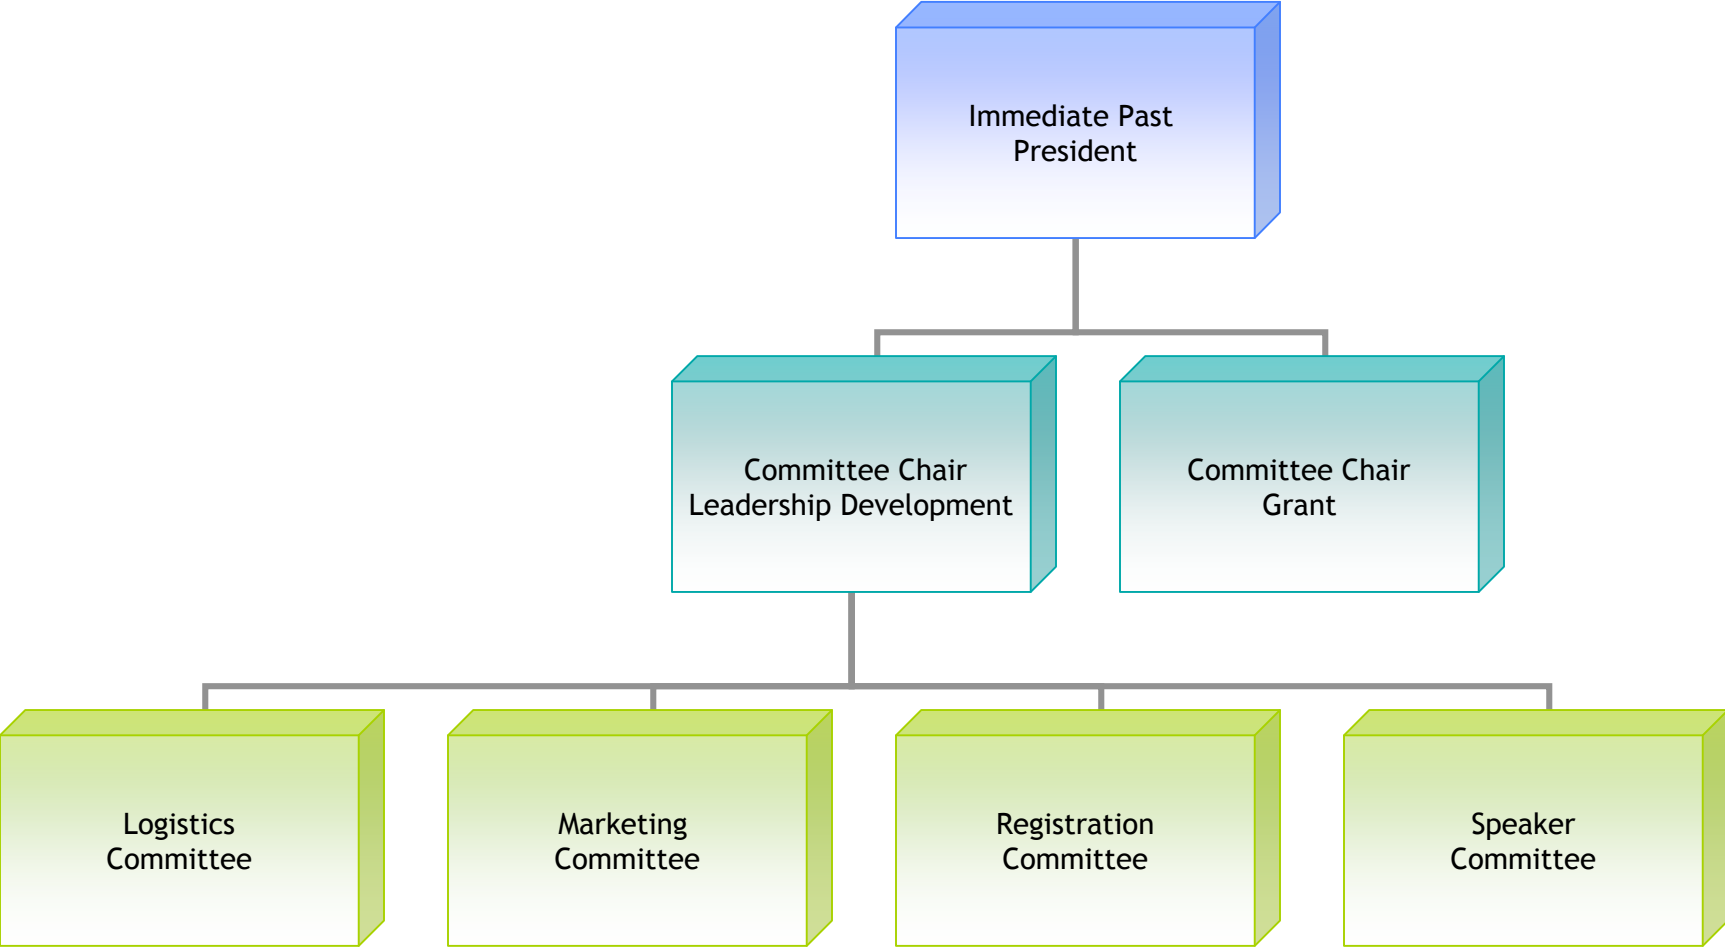 Immediate Past
President
Committee Chair
Leadership Development
Committee Chair
Grant
Logistics
Committee
Marketing
Committee
Registration
Committee
Speaker
Committee